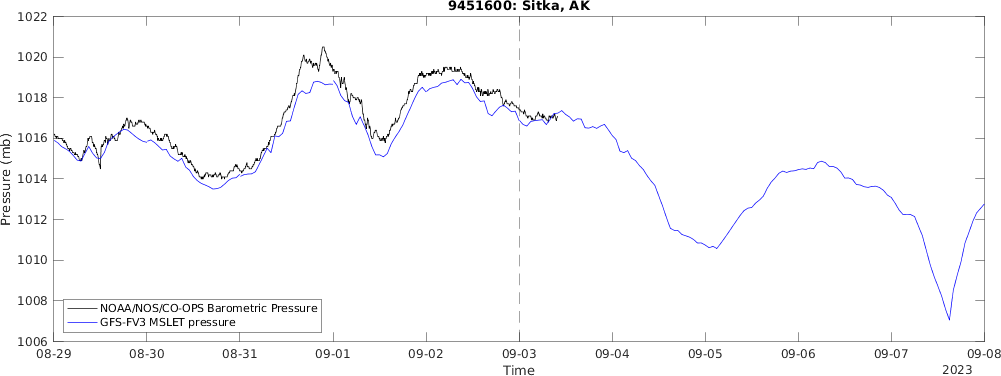 9451600: Sitka, AK
Pressure (mb)
1022
1020
1018
1016
1014
1012
1010
1008
1006
NOAA/NOS/CO-OPS Barometric Pressure
GFS-FV3 MSLET pressure
08-29 08-30 08-31 09-01 09-02 09-03 09-04 09-05 09-06 09-07 09-08
Time
2023